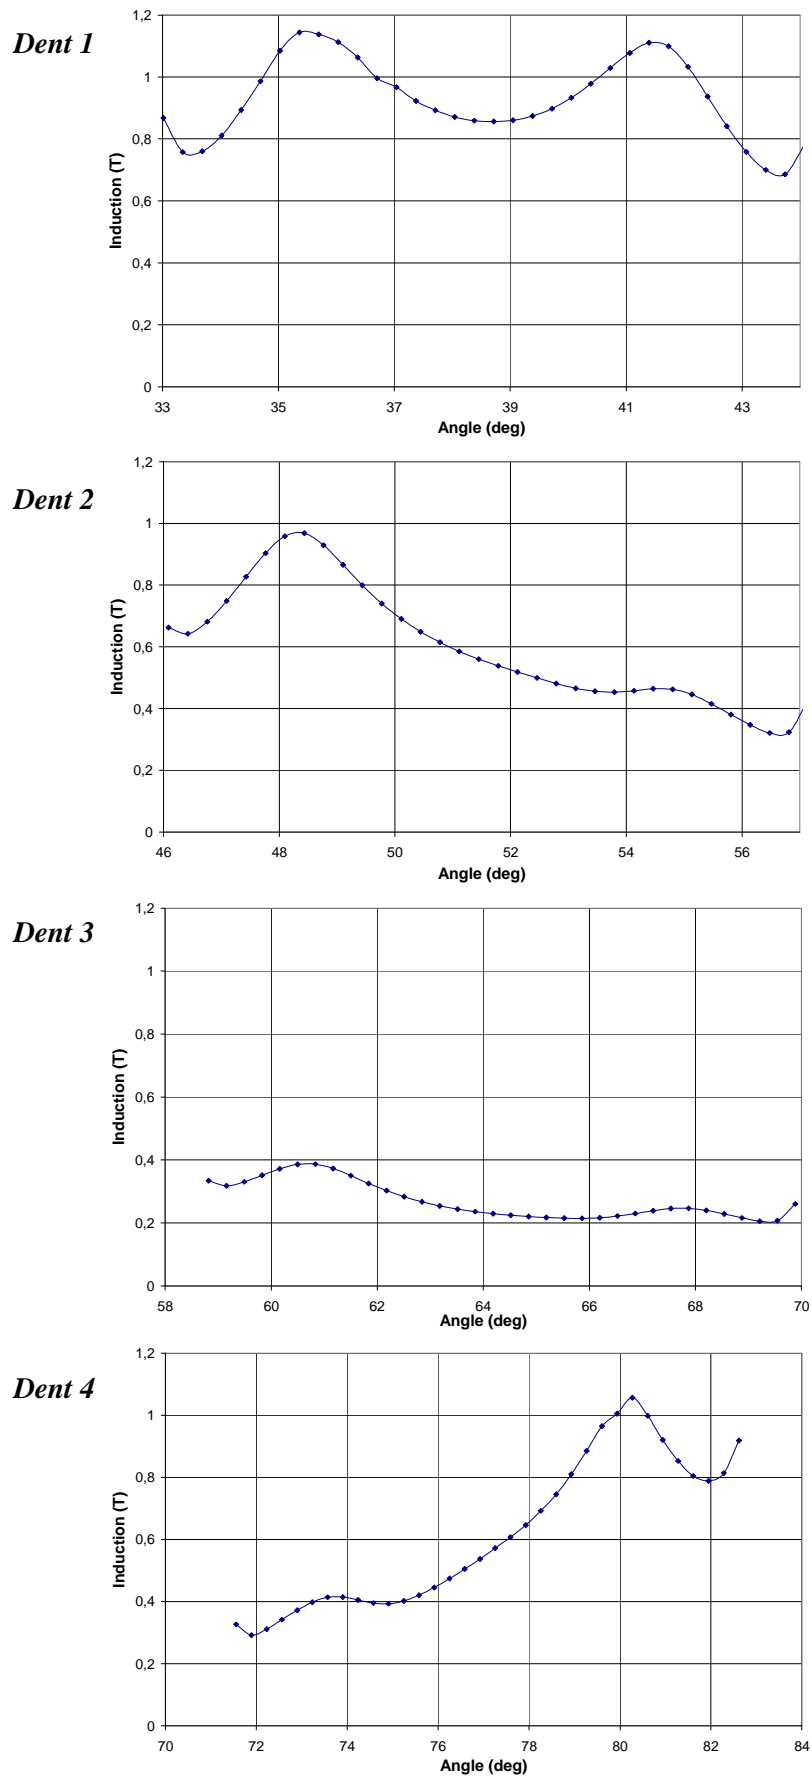 Dent 1
1,2
1
0,8
0,6
0,4
0,2
0
Induction (T)
33 35 37 39 41 43
Angle (deg)
Dent 2
1,2
1
0,8
0,6
0,4
0,2
0
Induction (T)
46 48 50 52 54 56
Angle (deg)
Dent 3
1,2
1
0,8
0,6
0,4
0,2
0
Induction (T)
58 60 62 64 66 68 70
Angle (deg)
Dent 4
1,2
1
0,8
0,6
0,4
0,2
0
Induction (T)
70 72 74 76 78 80 82 84
Angle (deg)